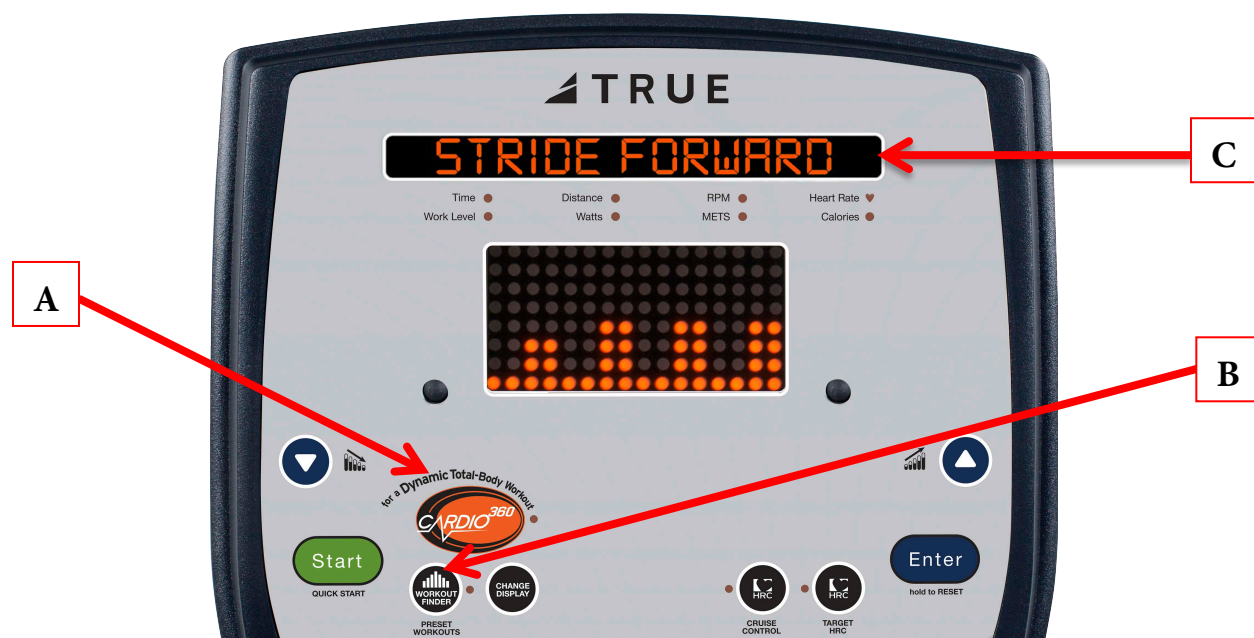 TRUE
STRIDE FORWARD
C
Time Distance RPM Heart Rate
Work Level Watts METS Calories
A
B
for a Dynamic Total-Body Workout
CARDIO 360
Start
Enter
QUICK START
hold to RESET
WORKOUT
FINDER
CHANGE
DISPLAY
HRC
HRC
PRESET
WORKOUTS
CRUISE
CONTROL
TARGET
HRC